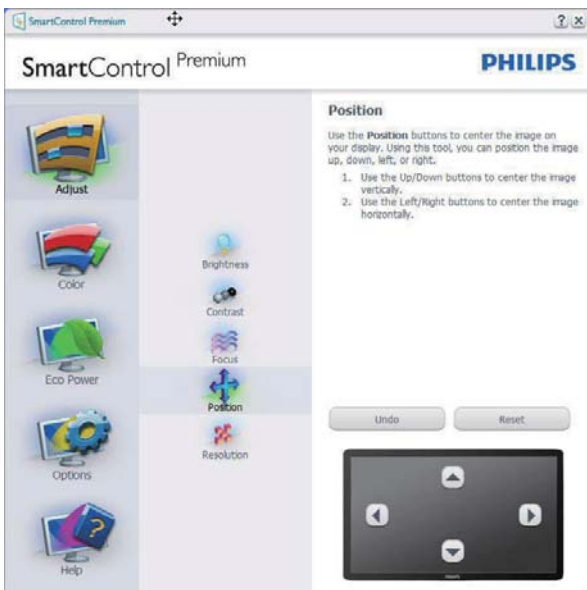 SmartControl Premium
SmartControl Premium
PHILIPS
Adjust
Color
Eco Power
Options
Help
Brightness
Contrast
Focus
Position
Resolution
Position
Use the Position buttons to center the image on
your display. Using this tool, you can position the image
up, down, left, or right.
1. Use the Up/Down buttons to center the image
vertically.
2. Use the Left/Right buttons to center the image
horizontally.
Undo
Reset